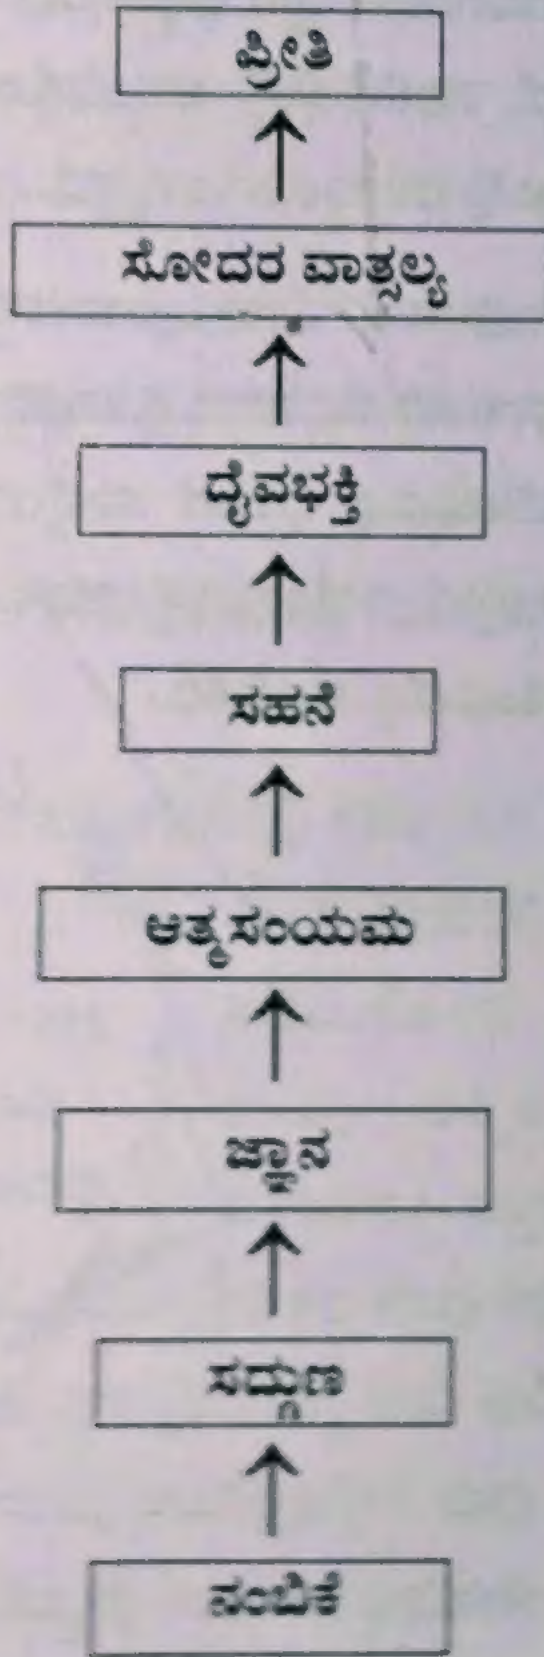 ಪ್ರೀತಿ
ಸೋದರ ವಾತ್ಸಲ್ಯ
ದೈವಭಕ್ತಿ
ಸಹನೆ
ಆತ್ಮಸಂಯಮ
ಜ್ಞಾನ
ಸದ್ಗುಣ
ನಂಬಿಕೆ